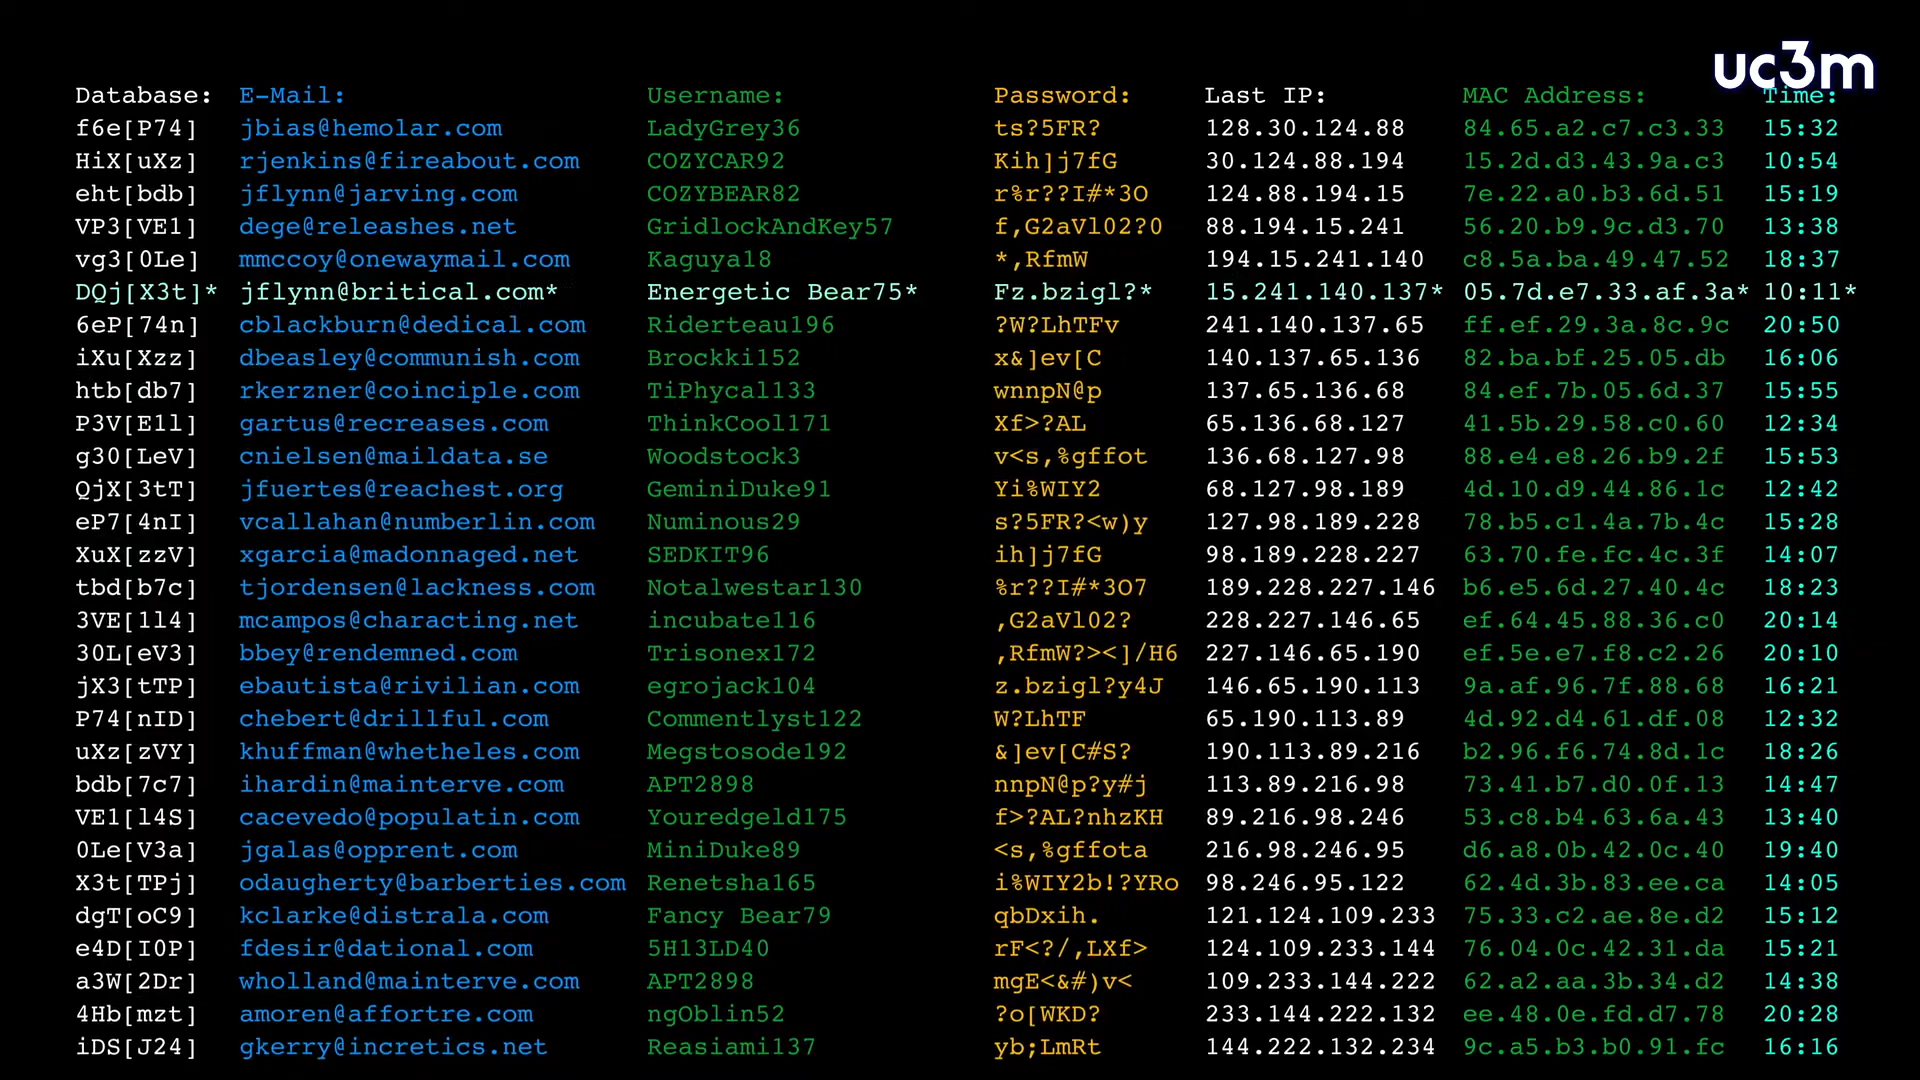 uc3m
Database: E-Mail: Username: Password: Last IP: MAC Address: Time:
f6e[P74] jbias@hemolar.com LadyGrey36 ts?5FR? 128.30.124.88 84.65.a2.c7.c3.33 15:32
HiX[uXz] rjenkins@fireabout.com COZYCAR92 Kih]j7fG 30.124.88.194 15.2d.d3.43.9a.c3 10:54
eht[bdb] jflynn@jarving.com COZYBEAR82 r%r??I#*3O 124.88.194.15 7e.22.a0.b3.6d.51 15:19
VP3[VE1] dege@releashes.net GridlockAndKey57 f,G2aVl02?0 88.194.15.241 56.20.b9.9c.d3.70 13:38
vg3[0Le] mmccoy@onewaymail.com Kaguya18 *,RfmW 194.15.241.140 c8.5a.ba.49.47.52 18:37
DQj[X3t]* jflynn@britical.com* Energetic Bear75* Fz.bzigl?* 15.241.140.137* 05.7d.e7.33.af.3a* 10:11*
6eP[74n] cblackburn@dedical.com Riderteau196 ?W?LhTFv 241.140.137.65 ff.ef.29.3a.8c.9c 20:50
iXu[Xzz] dbeasley@communish.com Brockki152 x&]ev[C 140.137.65.136 82.ba.bf.25.05.db 16:06
htb[db7] rkerzner@coinciple.com TiPhycal133 wnnpN@p 137.65.136.68 84.ef.7b.05.6d.37 15:55
P3V[E1l] gartus@recreases.com ThinkCool171 Xf>?AL 65.136.68.127 41.5b.29.58.c0.60 12:34
g30[LeV] cnielsen@maildata.se Woodstock3 v<s,%gffot 136.68.127.98 88.e4.e8.26.b9.2f 15:53
QjX[3tT] jfuertes@reachest.org GeminiDuke91 Yi%WIY2 68.127.98.189 4d.10.d9.44.86.1c 12:42
eP7[4nI] vcallahan@numberlin.com Numinous29 s?5FR?<w)y 127.98.189.228 78.b5.c1.4a.7b.4c 15:28
XuX[zzV] xgarcia@madonnaged.net SEDKIT96 ih]j7fG 98.189.228.227 63.70.fe.fc.4c.3f 14:07
tbd[b7c] tjordensen@lackness.com Notalwestar130 %r??I#*3O7 189.228.227.146 b6.e5.6d.27.40.4c 18:23
3VE[1l4] mcampos@characting.net incubate116 ,G2aVl02? 228.227.146.65 ef.64.45.88.36.c0 20:14
30L[eV3] bbey@rendemned.com Trisonex172 ,RfmW?><]/H6 227.146.65.190 ef.5e.e7.f8.c2.26 20:10
jX3[tTP] ebautista@rivilian.com egrojack104 z.bzigl?y4J 146.65.190.113 9a.af.96.7f.88.68 16:21
P74[nID] chebert@drillful.com Commentlyst122 W?LhTF 65.190.113.89 4d.92.d4.61.df.08 12:32
uXz[zVY] khuffman@whetheles.com Megstosode192 &]ev[C#S? 190.113.89.216 b2.96.f6.74.8d.1c 18:26
bdb[7c7] ihardin@mainterve.com APT2898 nnpN@p?y#j 113.89.216.98 73.41.b7.d0.0f.13 14:47
VE1[l4S] cacevedo@populatin.com Youredgeld175 f>?AL?nhzKH 89.216.98.246 53.c8.b4.63.6a.43 13:40
0Le[V3a] jgalas@opprent.com MiniDuke89 <s,%gffota 216.98.246.95 d6.a8.0b.42.0c.40 19:40
X3t[TPj] odaugherty@barberties.com Renetsha165 i%WIY2b!?YRo 98.246.95.122 62.4d.3b.83.ee.ca 14:05
dgT[oC9] kclarke@distrala.com Fancy Bear79 qbDxih. 121.124.109.233 75.33.c2.ae.8e.d2 15:12
e4D[I0P] fdesir@dational.com 5H13LD40 rF<?/,LXf> 124.109.233.144 76.04.0c.42.31.da 15:21
a3W[2Dr] wholland@mainterve.com APT2898 mgE<&#)v< 109.233.144.222 62.a2.aa.3b.34.d2 14:38
4Hb[mzt] amoren@affortre.com ngOblin52 ?o[WKD? 233.144.222.132 ee.48.0e.fd.d7.78 20:28
iDS[J24] gkerry@incretics.net Reasiami137 yb;LmRt 144.222.132.234 9c.a5.b3.b0.91.fc 16:16